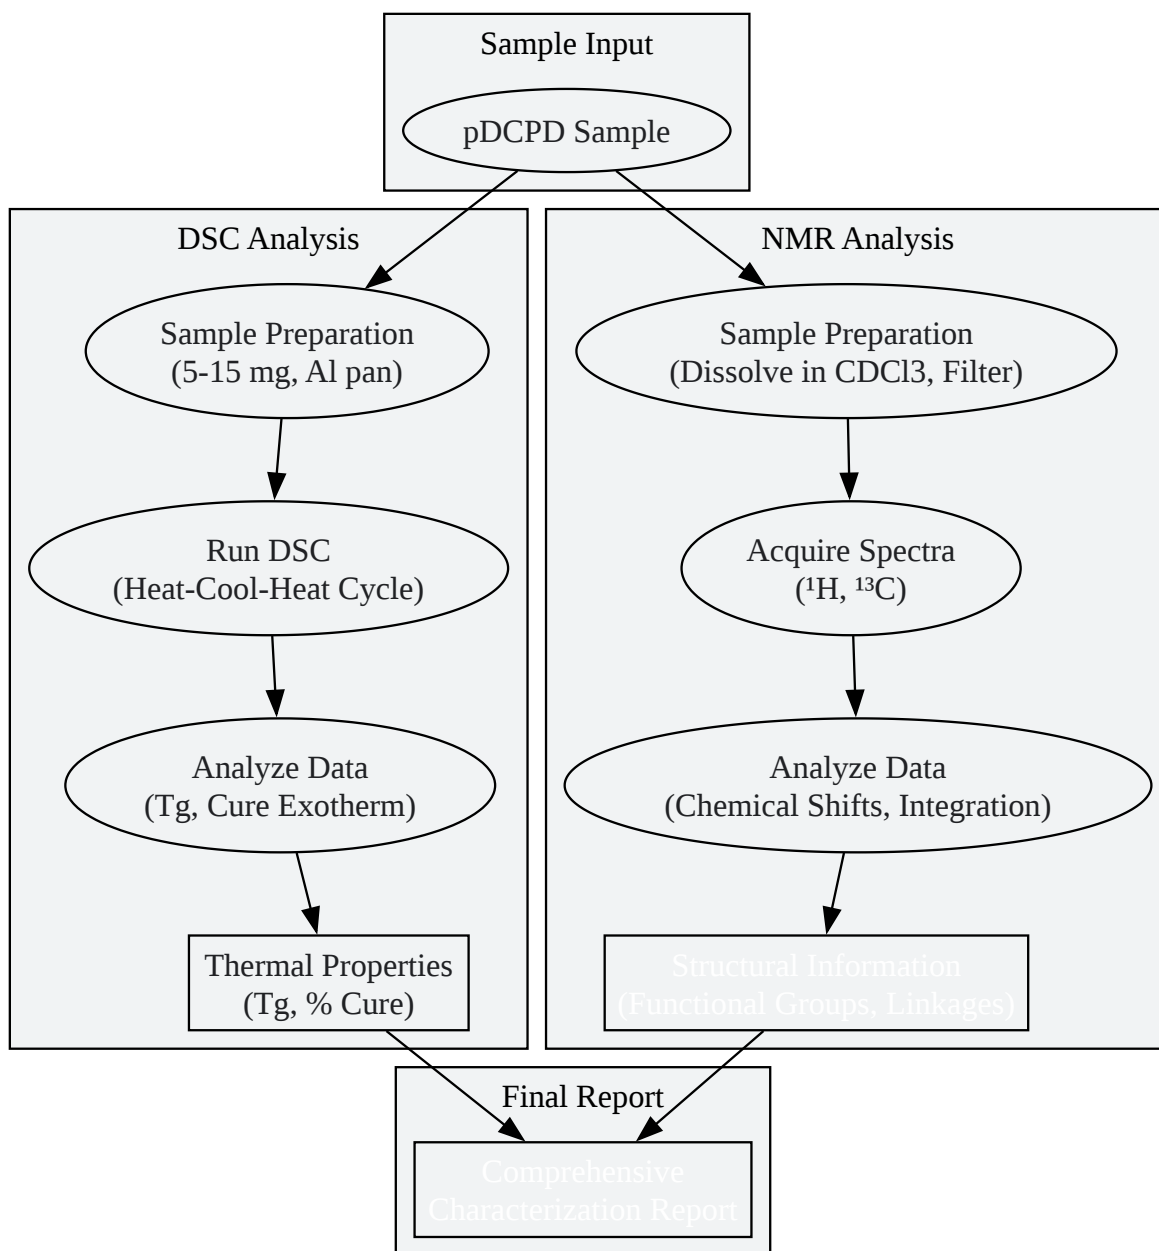 Sample Input
pDCPD Sample
DSC Analysis
Sample Preparation
(5-15 mg, Al pan)
Run DSC
(Heat-Cool-Heat Cycle)
Analyze Data
(Tg, Cure Exotherm)
Thermal Properties
(Tg, % Cure)
NMR Analysis
Sample Preparation
(Dissolve in CDCl3, Filter)
Acquire Spectra
(¹H, ¹³C)
Analyze Data
(Chemical Shifts, Integration)
Structural Information
(Functional Groups, Linkages)
Final Report
Comprehensive
Characterization Report